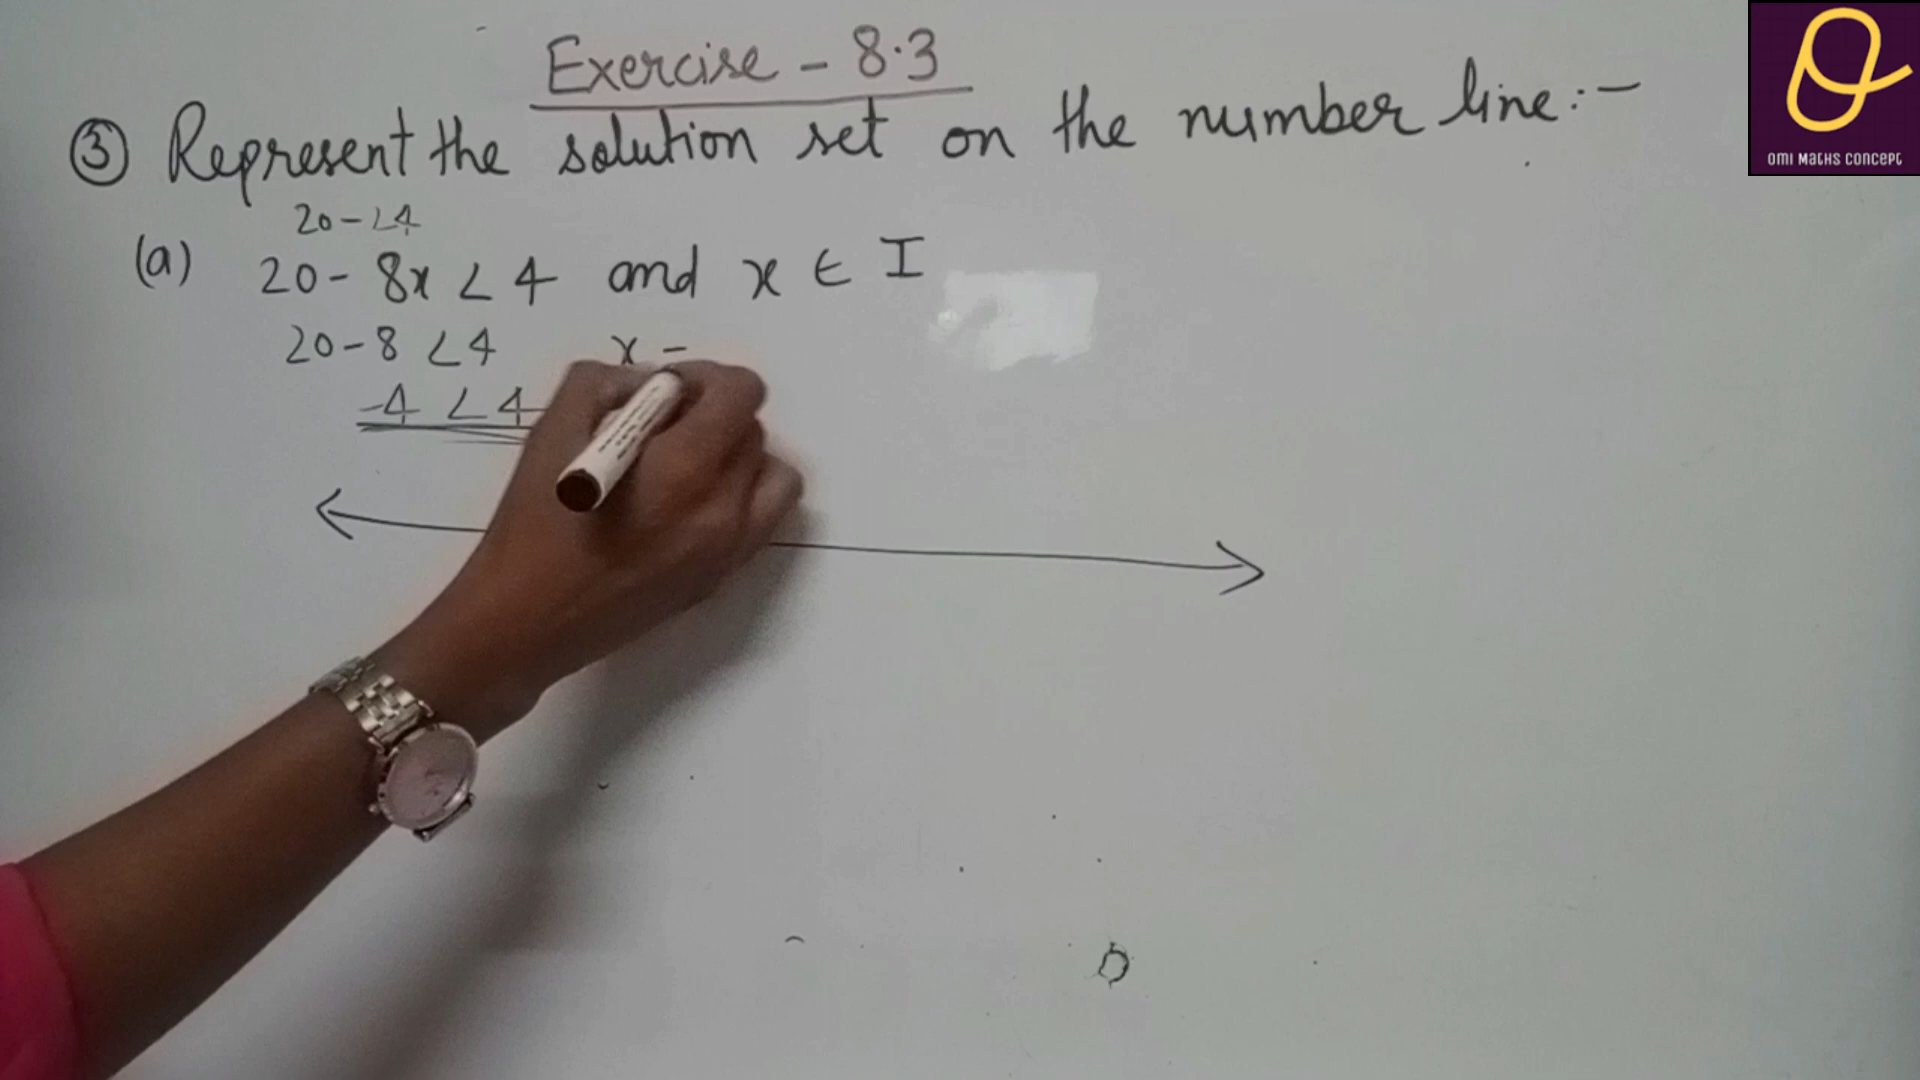 Exercise - 8.3
③ Represent the solution set on the number line:-
20 - < 4
(a) 20 - 8x < 4 and x ∈ I
20 - 8 < 4 x -
-4 < 4
OMI MATHS CONCEPT